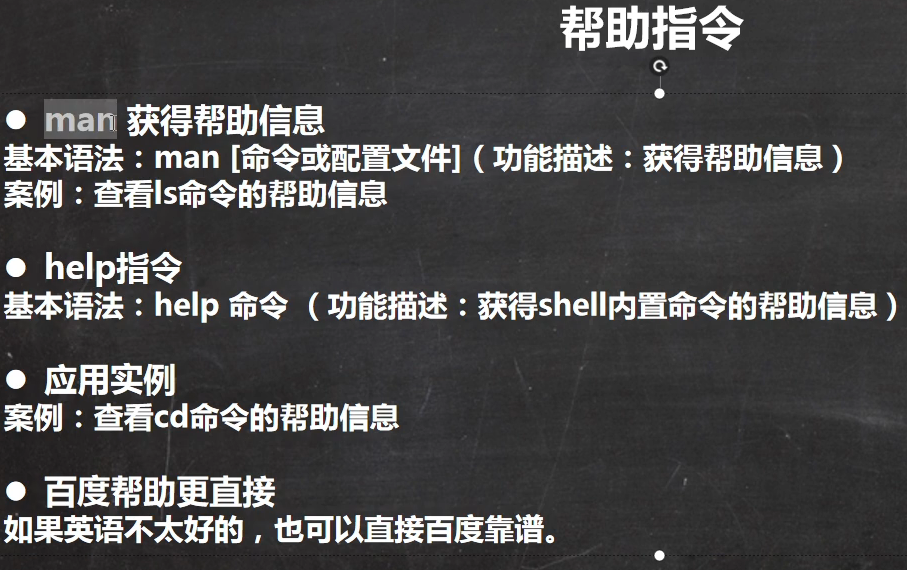 帮助指令
● man 获得帮助信息
基本语法：man [命令或配置文件]（功能描述：获得帮助信息）
案例：查看ls命令的帮助信息
● help指令
基本语法：help 命令 （功能描述：获得shell内置命令的帮助信息）
● 应用实例
案例：查看cd命令的帮助信息
● 百度帮助更直接
如果英语不太好的，也可以直接百度靠谱。